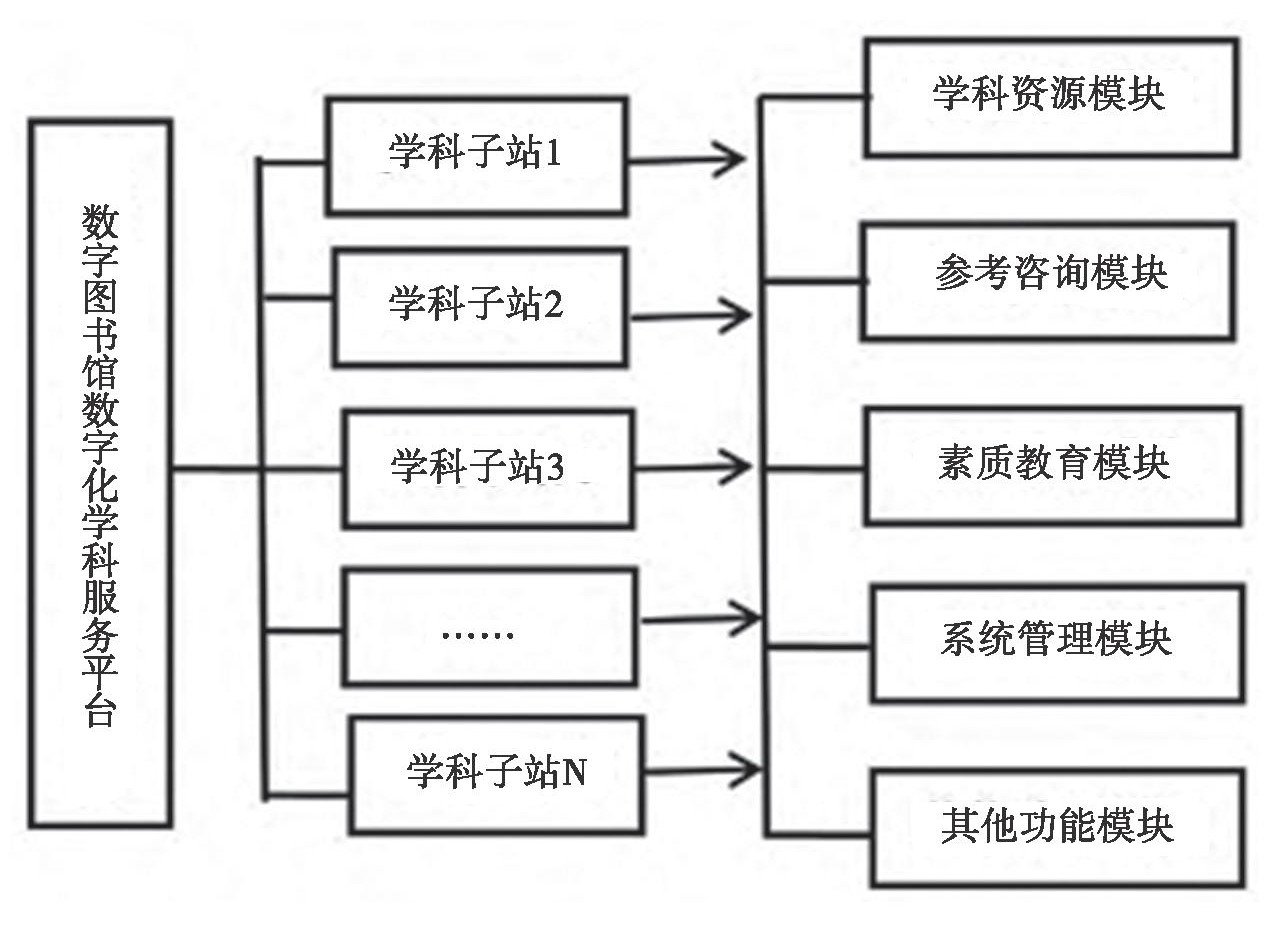 数字图书馆数字化学科服务平台
学科子站1
学科子站2
学科子站3
……
学科子站N
学科资源模块
参考咨询模块
素质教育模块
系统管理模块
其他功能模块